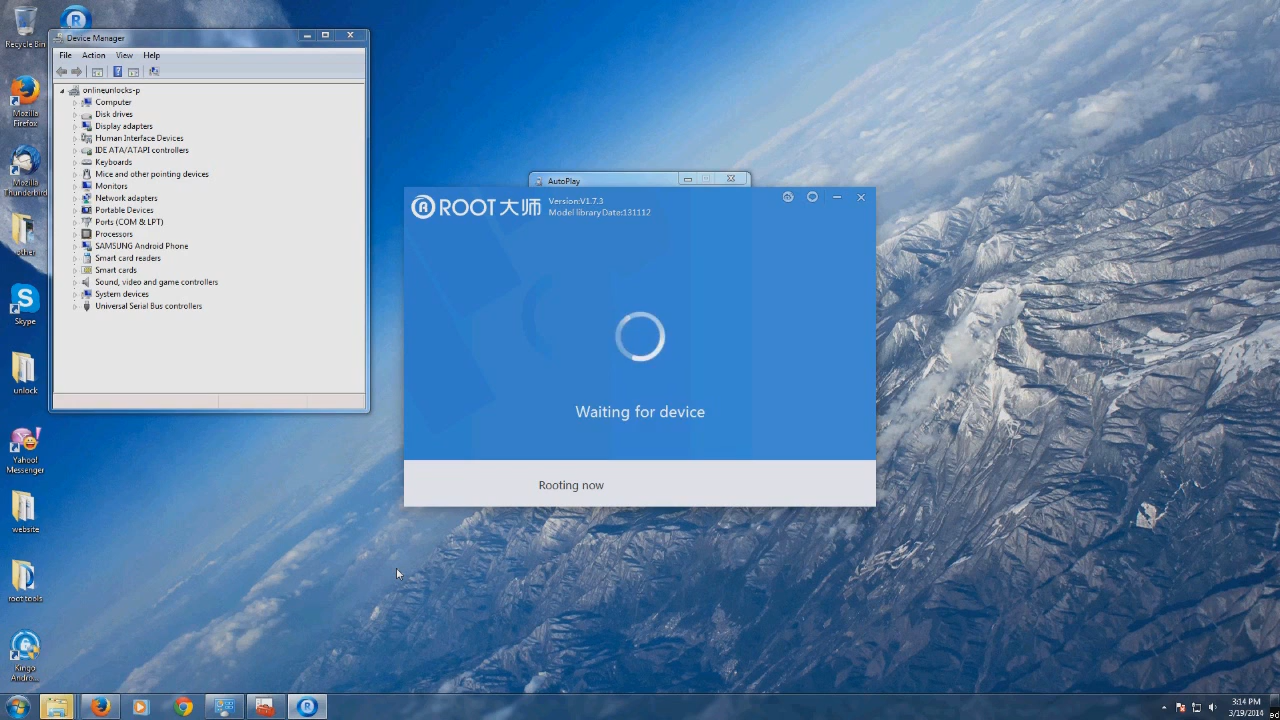 Recycle Bin
Mozilla
Firefox
Mozilla
Thunderbird
other
Skype
unlock
Yahoo!
Messenger
website
root tools
Kingo
Andro...
Device Manager
File Action View Help
onlineunlocks-p
Computer
Disk drives
Display adapters
Human Interface Devices
IDE ATA/ATAPI controllers
Keyboards
Mice and other pointing devices
Monitors
Network adapters
Portable Devices
Ports (COM & LPT)
Processors
SAMSUNG Android Phone
Smart card readers
Smart cards
Sound, video and game controllers
System devices
Universal Serial Bus controllers
AutoPlay
ROOT大师
Version:V1.7.3
Model library Date:131112
Waiting for device
Rooting now
3:14 PM
3/19/2014